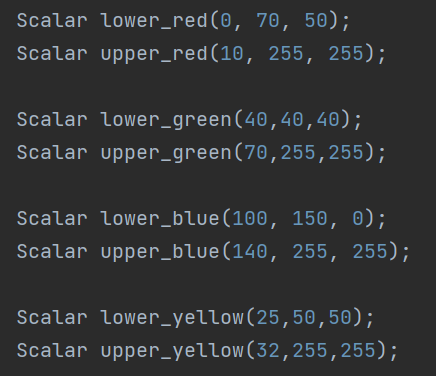 Scalar lower_red(0, 70, 50);
Scalar upper_red(10, 255, 255);
Scalar lower_green(40,40,40);
Scalar upper_green(70,255,255);
Scalar lower_blue(100, 150, 0);
Scalar upper_blue(140, 255, 255);
Scalar lower_yellow(25,50,50);
Scalar upper_yellow(32,255,255);